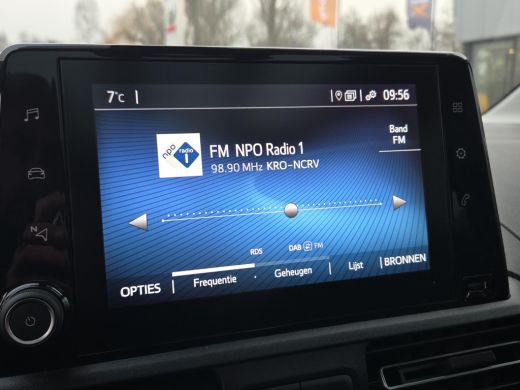 7°C
09:56
npo radio 1
FM NPO Radio 1
98.90 MHz KRO-NCRV
Band
FM
RDS
DAB FM
OPTIES
Frequentie
Geheugen
Lijst
BRONNEN
N